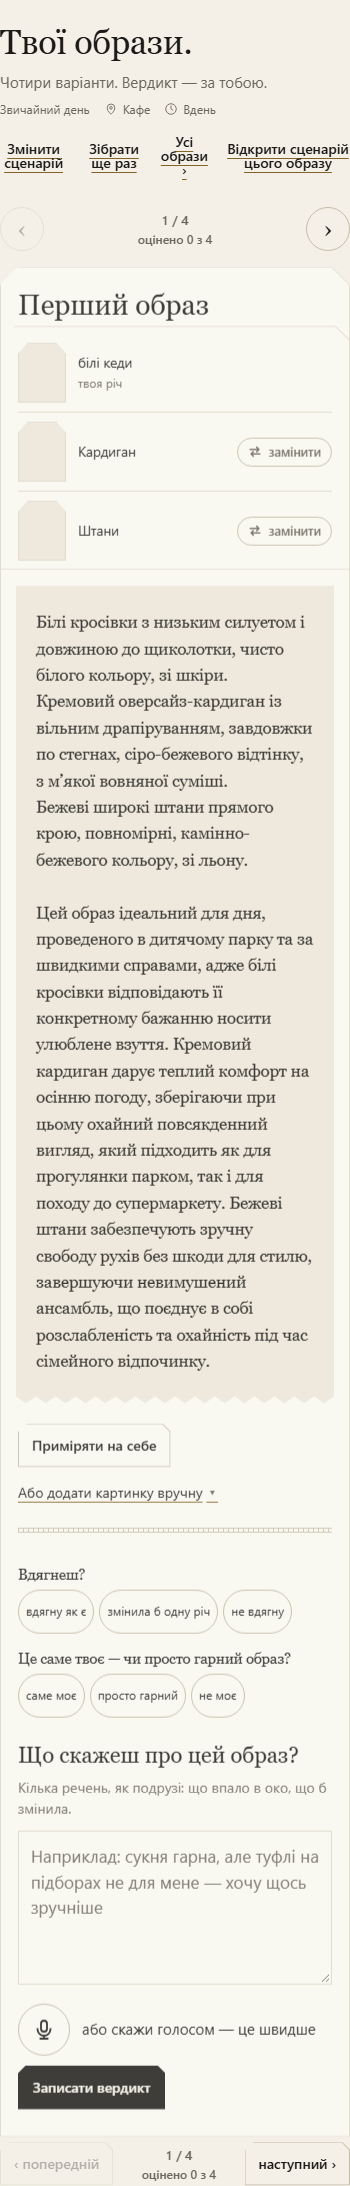 Твої образи.
Чотири варіанти. Вердикт — за тобою.
Звичайний день Кафе Вдень
Змінити сценарій
Зібрати ще раз
Усі образи ›
Відкрити сценарій цього образу
‹
1 / 4
оцінено 0 з 4
›
Перший образ
білі кеди
твоя річ
Кардиган
⇄ замінити
Штани
⇄ замінити
Білі кросівки з низьким силуетом і
довжиною до щиколотки, чисто
білого кольору, зі шкіри.
Кремовий оверсайз-кардиган із
вільним драпіруванням, завдовжки
по стегнах, сіро-бежевого відтінку,
з м’якої вовняної суміші.
Бежеві широкі штани прямого
крою, повномірні, камінно-
бежевого кольору, зі льону.
Цей образ ідеальний для дня,
проведеного в дитячому парку та за
швидкими справами, адже білі
кросівки відповідають її
конкретному бажанню носити
улюблене взуття. Кремовий
кардиган дарує теплий комфорт на
осінню погоду, зберігаючи при
цьому охайний повсякденний
вигляд, який підходить як для
прогулянки парком, так і для
походу до супермаркету. Бежеві
штани забезпечують зручну
свободу рухів без шкоди для стилю,
завершуючи невимушений
ансамбль, що поєднує в собі
розслабленість та охайність під час
сімейного відпочинку.
Приміряти на себе
Або додати картинку вручну ▾
Вдягнеш?
вдягну як є
змінила б одну річ
не вдягну
Це саме твоє — чи просто гарний образ?
саме моє
просто гарний
не моє
Що скажеш про цей образ?
Кілька речень, як подрузі: що впало в око, що б
змінила.
Наприклад: сукня гарна, але туфлі на
підборах не для мене — хочу щось
зручніше
або скажи голосом — це швидше
Записати вердикт
‹ попередній
1 / 4
оцінено 0 з 4
наступний ›